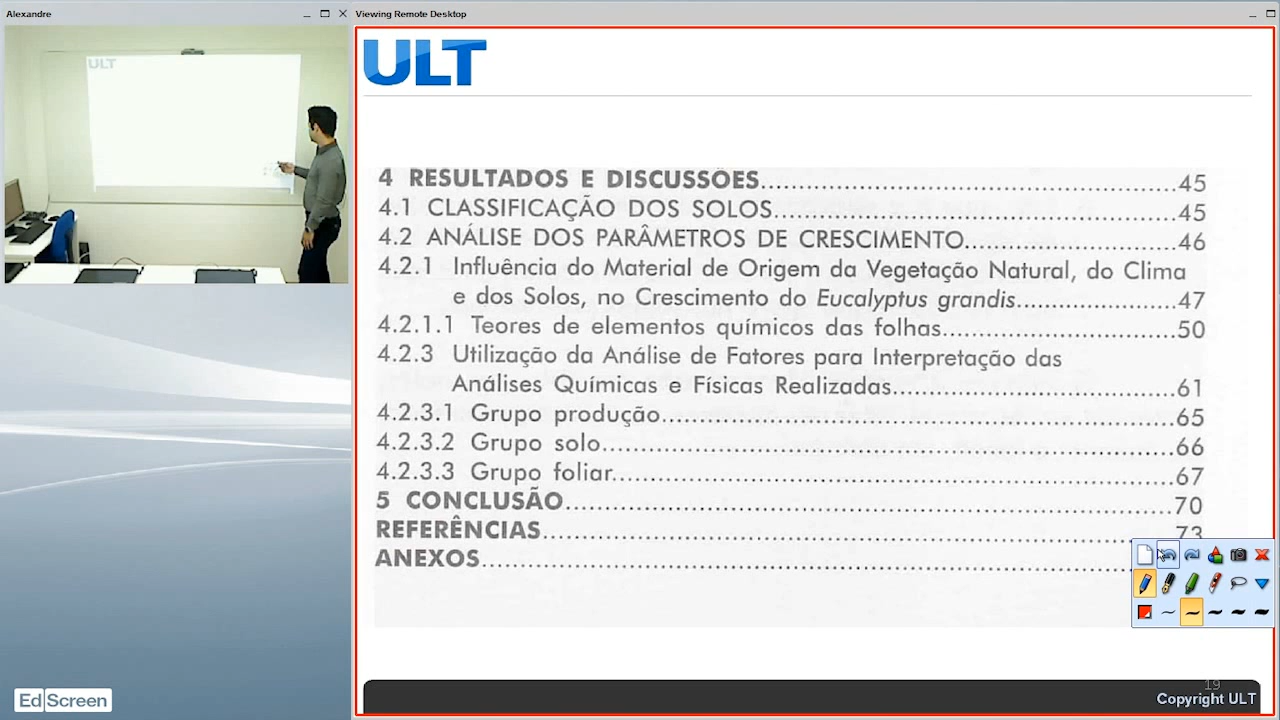 Alexandre
Viewing Remote Desktop
ULT
ULT
4 RESULTADOS E DISCUSSÕES..........45
4.1 CLASSIFICAÇÃO DOS SOLOS..........45
4.2 ANÁLISE DOS PARÂMETROS DE CRESCIMENTO..........46
4.2.1 Influência do Material de Origem da Vegetação Natural, do Clima
e dos Solos, no Crescimento do Eucalyptus grandis..........47
4.2.1.1 Teores de elementos químicos das folhas..........50
4.2.3 Utilização da Análise de Fatores para Interpretação das
Análises Químicas e Físicas Realizadas..........61
4.2.3.1 Grupo produção..........65
4.2.3.2 Grupo solo..........66
4.2.3.3 Grupo foliar..........67
5 CONCLUSÃO..........70
REFERÊNCIAS..........73
ANEXOS..........
19
Copyright ULT
Ed Screen